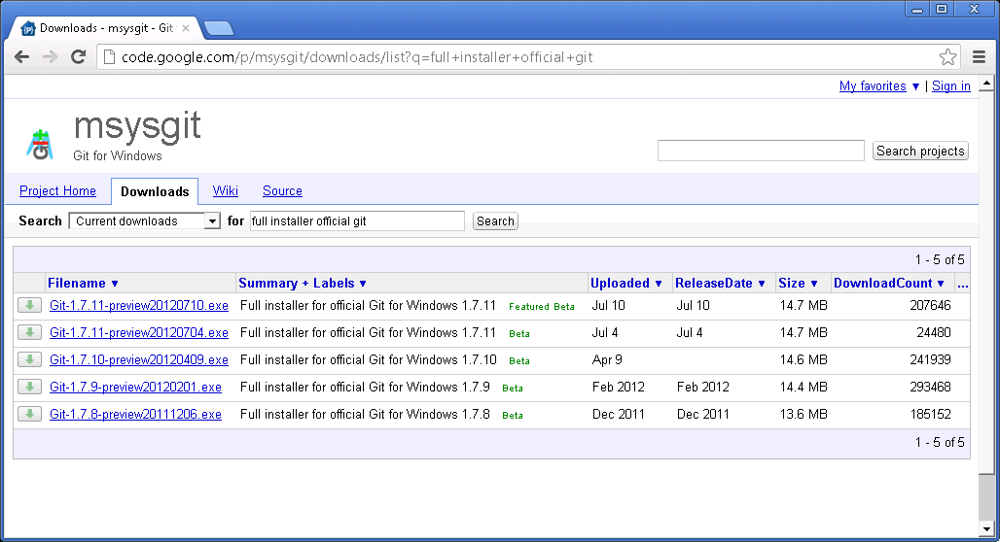 Downloads - msysgit - Git
code.google.com/p/msysgit/downloads/list?q=full+installer+official+git
My favorites ▼ | Sign in
msysgit
Git for Windows
Search projects
Project Home Downloads Wiki Source
Search Current downloads for full installer official git Search
1 - 5 of 5
Filename ▼ Summary + Labels ▼ Uploaded ▼ ReleaseDate ▼ Size ▼ DownloadCount ▼ ...
Git-1.7.11-preview20120710.exe Full installer for official Git for Windows 1.7.11 Featured Beta Jul 10 Jul 10 14.7 MB 207646
Git-1.7.11-preview20120704.exe Full installer for official Git for Windows 1.7.11 Beta Jul 4 Jul 4 14.7 MB 24480
Git-1.7.10-preview20120409.exe Full installer for official Git for Windows 1.7.10 Beta Apr 9 14.6 MB 241939
Git-1.7.9-preview20120201.exe Full installer for official Git for Windows 1.7.9 Beta Feb 2012 Feb 2012 14.4 MB 293468
Git-1.7.8-preview20111206.exe Full installer for official Git for Windows 1.7.8 Beta Dec 2011 Dec 2011 13.6 MB 185152
1 - 5 of 5